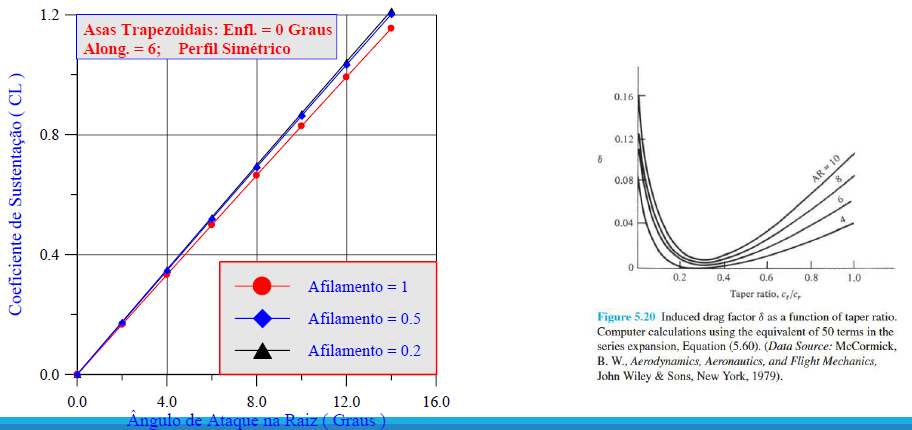 1.2
0.8
0.4
0.0
Coeficiente de Sustentação ( CL )
Asas Trapezoidais: Enfl. = 0 Graus
Along. = 6; Perfil Simétrico
Afilamento = 1
Afilamento = 0.5
Afilamento = 0.2
0.0 4.0 8.0 12.0 16.0
Ângulo de Ataque na Raiz ( Graus )
0.16
0.12
δ
0.08
0.04
0
AR = 10
8
6
4
0.2 0.4 0.6 0.8 1.0
Taper ratio, ct/cr
Figure 5.20 Induced drag factor δ as a function of taper ratio.
Computer calculations using the equivalent of 50 terms in the
series expansion, Equation (5.60). (Data Source: McCormick,
B. W., Aerodynamics, Aeronautics, and Flight Mechanics,
John Wiley & Sons, New York, 1979).